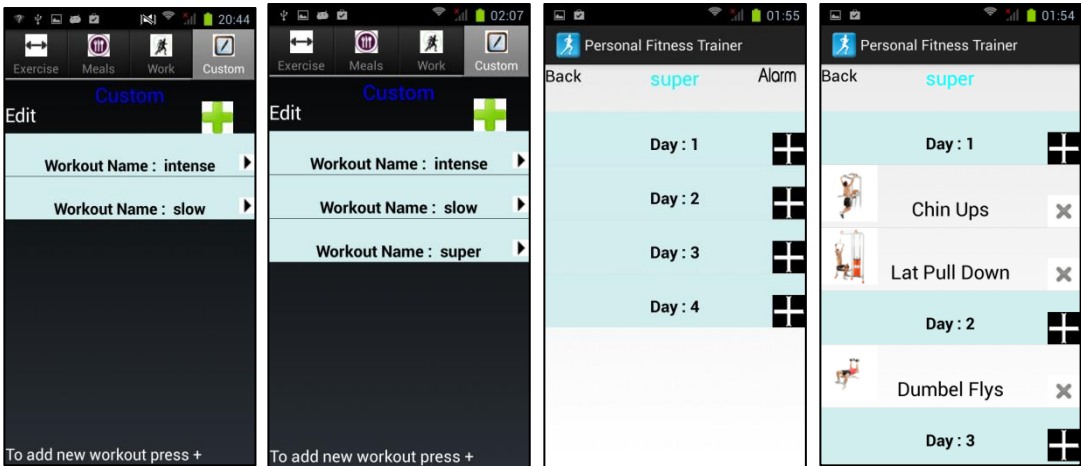 20:44
Exercise Meals Work Custom
Custom
Edit
Workout Name : intense
Workout Name : slow
To add new workout press +
02:07
Exercise Meals Work Custom
Custom
Edit
Workout Name : intense
Workout Name : slow
Workout Name : super
To add new workout press +
01:55
Personal Fitness Trainer
Back super Alarm
Day : 1
Day : 2
Day : 3
Day : 4
01:54
Personal Fitness Trainer
Back super
Day : 1
Chin Ups
Lat Pull Down
Day : 2
Dumbel Flys
Day : 3